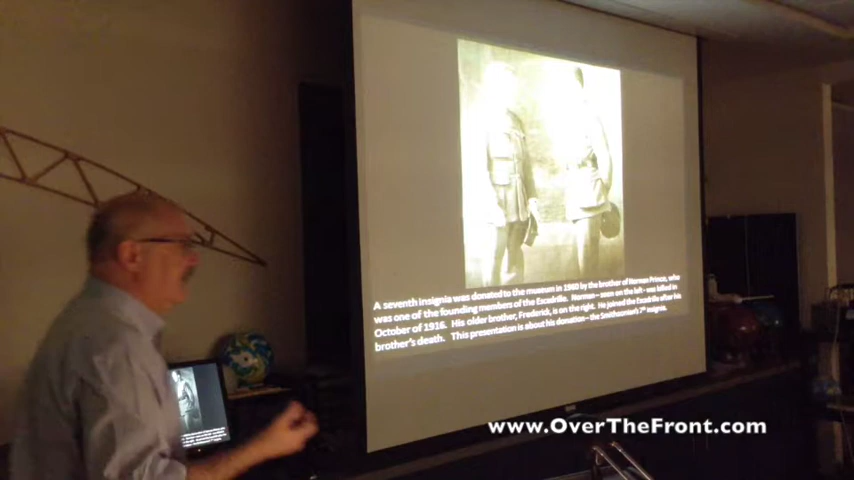 A seventh insignia was donated to the museum in 1960 by the brother of Norman Prince, who
was one of the founding members of the Escadrille. Norman – seen on the left - was killed in
October of 1916. His older brother, Frederick, is on the right. He joined the Escadrille after his
brother's death. This presentation is about his donation – the Smithsonian's 7th insignia.
www.OverTheFront.com